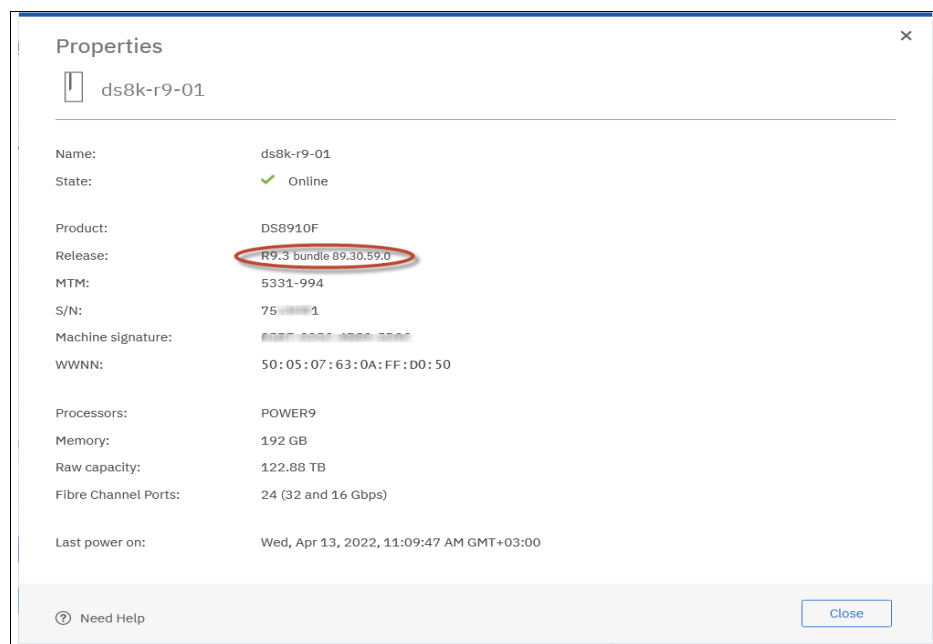 Properties
ds8k-r9-01
Name: ds8k-r9-01
State: Online
Product: DS8910F
Release: R9.3 bundle 89.30.59.0
MTM: 5331-994
S/N: 75 1
Machine signature:
WWNN: 50:05:07:63:0A:FF:D0:50
Processors: POWER9
Memory: 192 GB
Raw capacity: 122.88 TB
Fibre Channel Ports: 24 (32 and 16 Gbps)
Last power on: Wed, Apr 13, 2022, 11:09:47 AM GMT+03:00
Need Help
Close